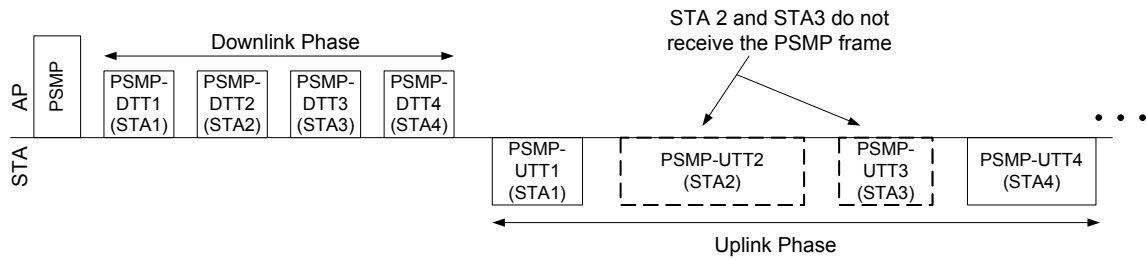 STA 2 and STA3 do not
receive the PSMP frame
Downlink Phase
AP
PSMP
PSMP-
DTT1
(STA1)
PSMP-
DTT2
(STA2)
PSMP-
DTT3
(STA3)
PSMP-
DTT4
(STA4)
• • •
STA
PSMP-
UTT1
(STA1)
PSMP-UTT2
(STA2)
PSMP-
UTT3
(STA3)
PSMP-UTT4
(STA4)
Uplink Phase